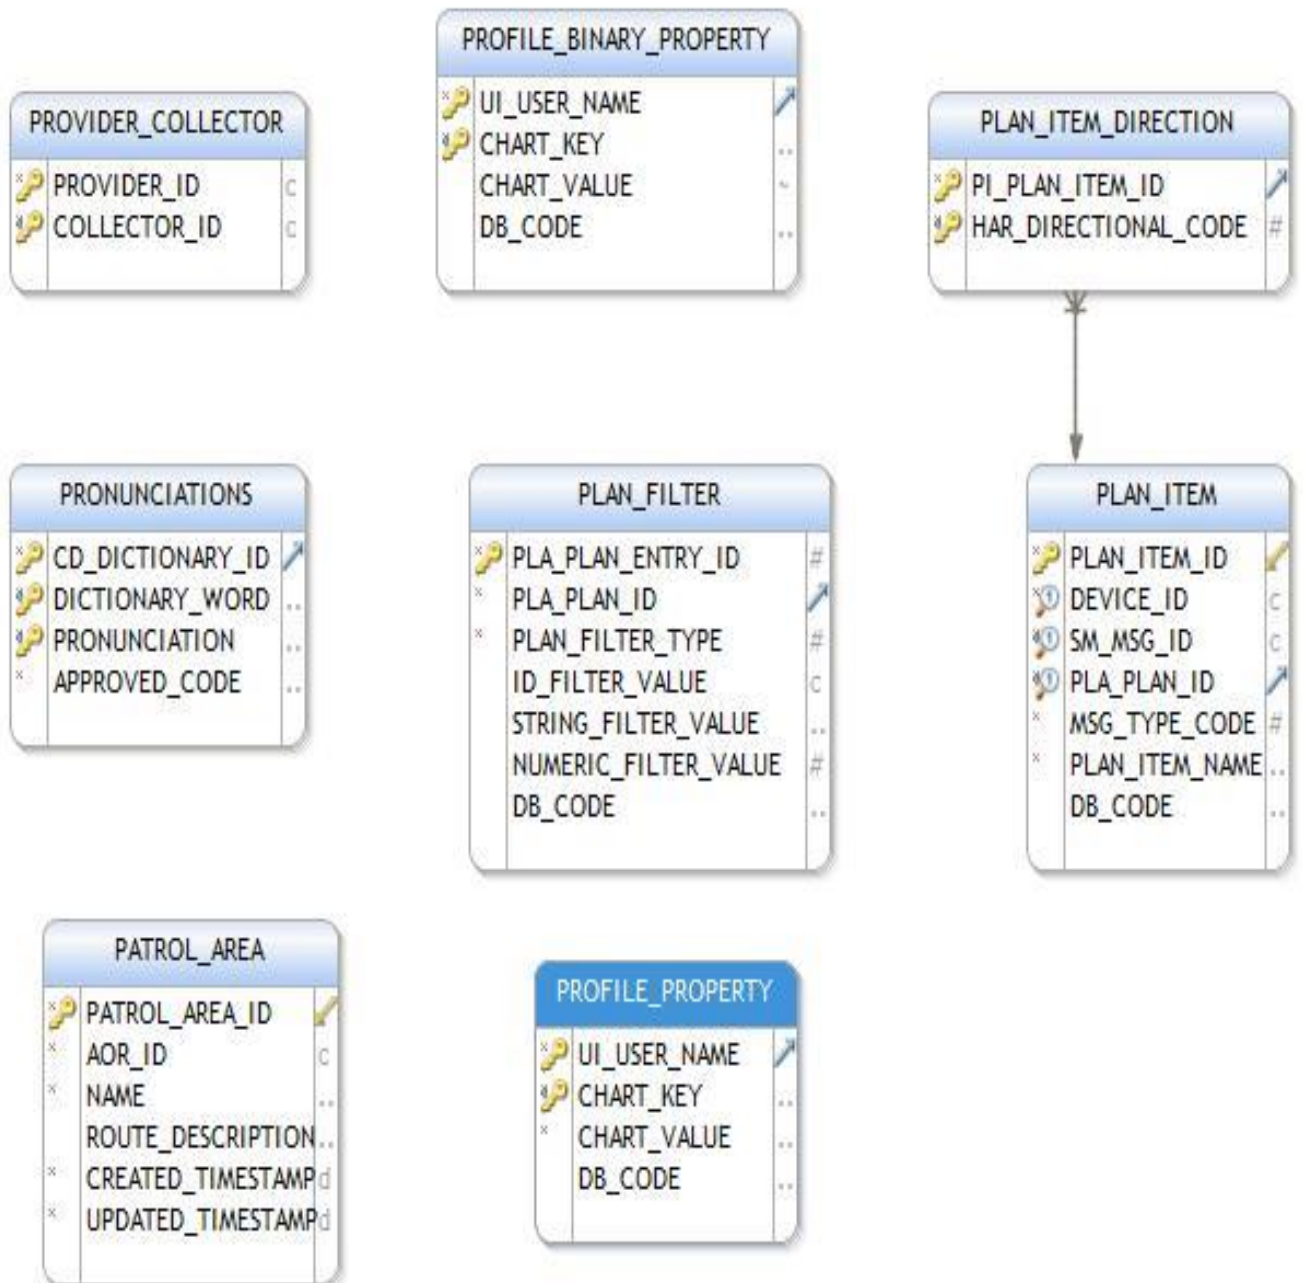 PROFILE_BINARY_PROPERTY
UI_USER_NAME
CHART_KEY
CHART_VALUE ~
DB_CODE
PROVIDER_COLLECTOR
PROVIDER_ID c
COLLECTOR_ID c
PLAN_ITEM_DIRECTION
PI_PLAN_ITEM_ID
HAR_DIRECTIONAL_CODE #
PRONUNCIATIONS
CD_DICTIONARY_ID
DICTIONARY_WORD ..
PRONUNCIATION ..
APPROVED_CODE ..
PLAN_FILTER
PLA_PLAN_ENTRY_ID #
PLA_PLAN_ID
PLAN_FILTER_TYPE #
ID_FILTER_VALUE c
STRING_FILTER_VALUE ..
NUMERIC_FILTER_VALUE #
DB_CODE ..
PLAN_ITEM
PLAN_ITEM_ID
DEVICE_ID c
SM_MSG_ID c
PLA_PLAN_ID
MSG_TYPE_CODE #
PLAN_ITEM_NAME ..
DB_CODE ..
PATROL_AREA
PATROL_AREA_ID
AOR_ID c
NAME ..
ROUTE_DESCRIPTION ..
CREATED_TIMESTAMP d
UPDATED_TIMESTAMP d
PROFILE_PROPERTY
UI_USER_NAME
CHART_KEY ..
CHART_VALUE ..
DB_CODE ..